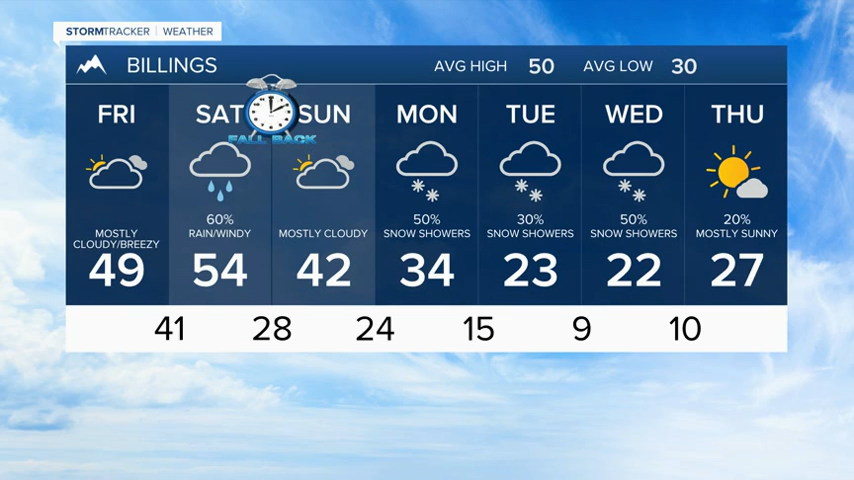 STORMTRACKER | WEATHER
BILLINGS AVG HIGH 50 AVG LOW 30
FRI SAT SUN MON TUE WED THU
FALL BACK
60% 50% 30% 50% 20%
MOSTLY CLOUDY/BREEZY RAIN/WINDY MOSTLY CLOUDY SNOW SHOWERS SNOW SHOWERS SNOW SHOWERS MOSTLY SUNNY
49 54 42 34 23 22 27
41 28 24 15 9 10